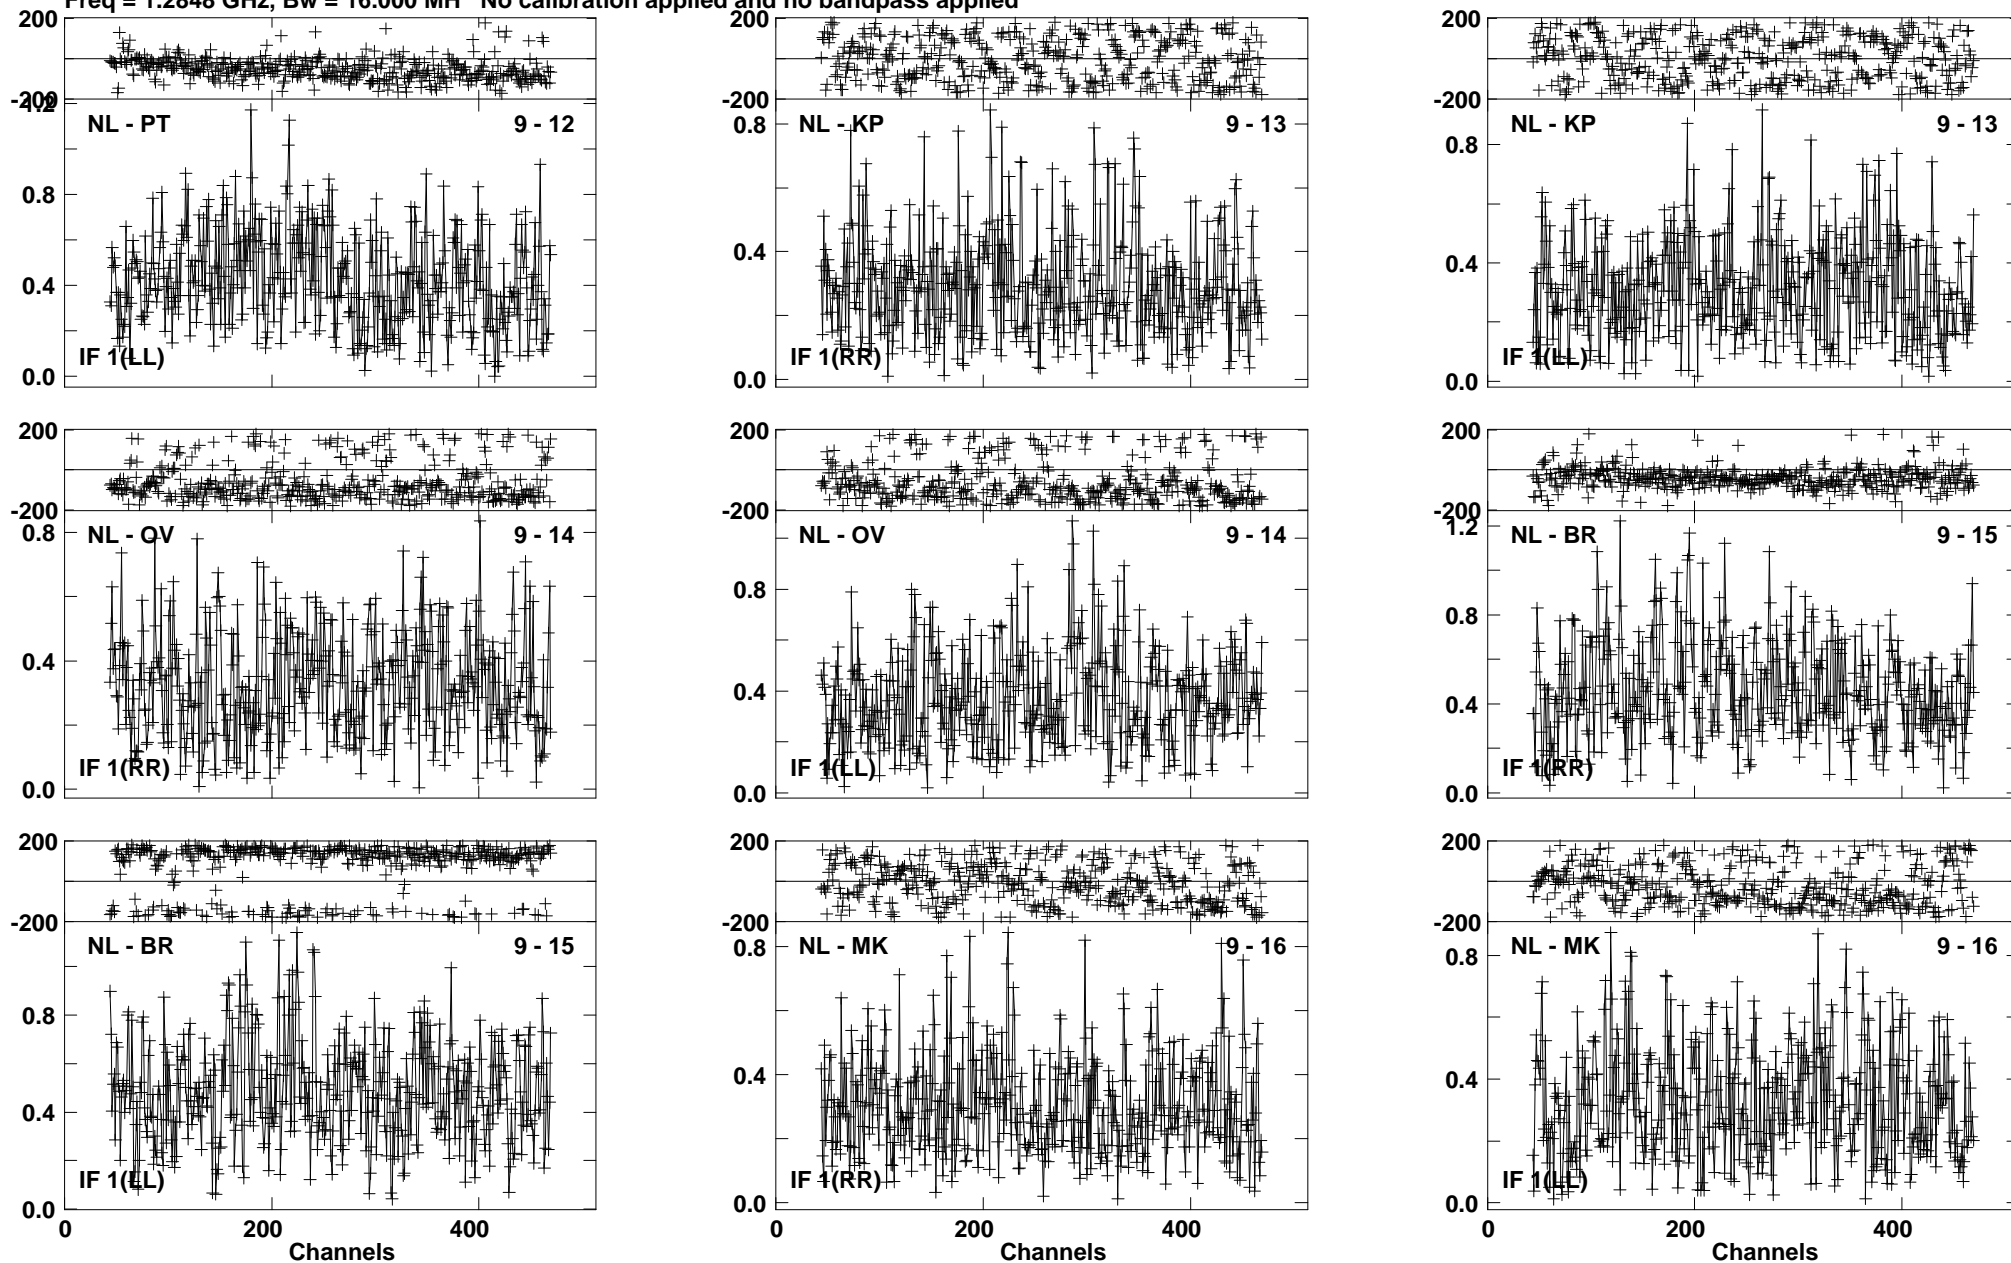 Freq = 1.2848 GHz, Bw = 16.000 MH No calibration applied and no bandpass applied
200
-200
1.2
0.8
0.4
0.0
NL - PT
9 - 12
IF 1(LL)
200
-200
0.8
0.4
0.0
NL - KP
9 - 13
IF 1(RR)
200
-200
0.8
0.4
0.0
NL - KP
9 - 13
IF 1(LL)
200
-200
0.8
0.4
0.0
NL - OV
9 - 14
IF 1(RR)
200
-200
0.8
0.4
0.0
NL - OV
9 - 14
IF 1(LL)
200
-200
1.2
0.8
0.4
0.0
NL - BR
9 - 15
IF 1(RR)
200
-200
0.8
0.4
0.0
NL - BR
9 - 15
IF 1(LL)
0 200 400
Channels
200
-200
0.8
0.4
0.0
NL - MK
9 - 16
IF 1(RR)
0 200 400
Channels
200
-200
0.8
0.4
0.0
NL - MK
9 - 16
IF 1(LL)
0 200 400
Channels